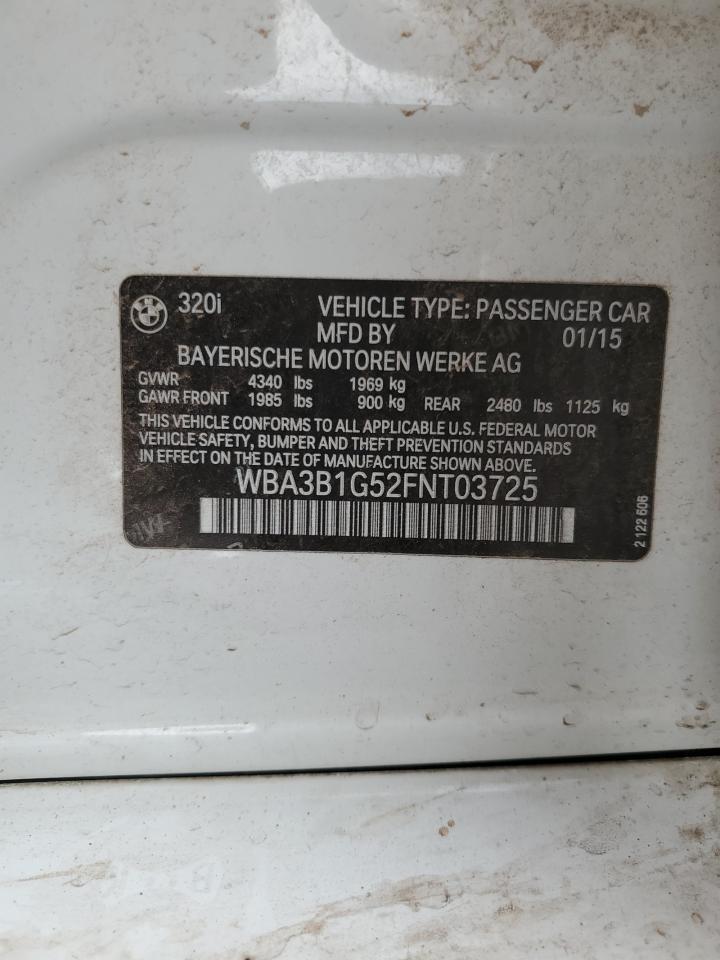 320i VEHICLE TYPE: PASSENGER CAR
MFD BY 01/15
BAYERISCHE MOTOREN WERKE AG
GVWR 4340 lbs 1969 kg
GAWR FRONT 1985 lbs 900 kg REAR 2480 lbs 1125 kg
THIS VEHICLE CONFORMS TO ALL APPLICABLE U.S. FEDERAL MOTOR
VEHICLE SAFETY, BUMPER AND THEFT PREVENTION STANDARDS
IN EFFECT ON THE DATE OF MANUFACTURE SHOWN ABOVE.
WBA3B1G52FNT03725
2 122 606